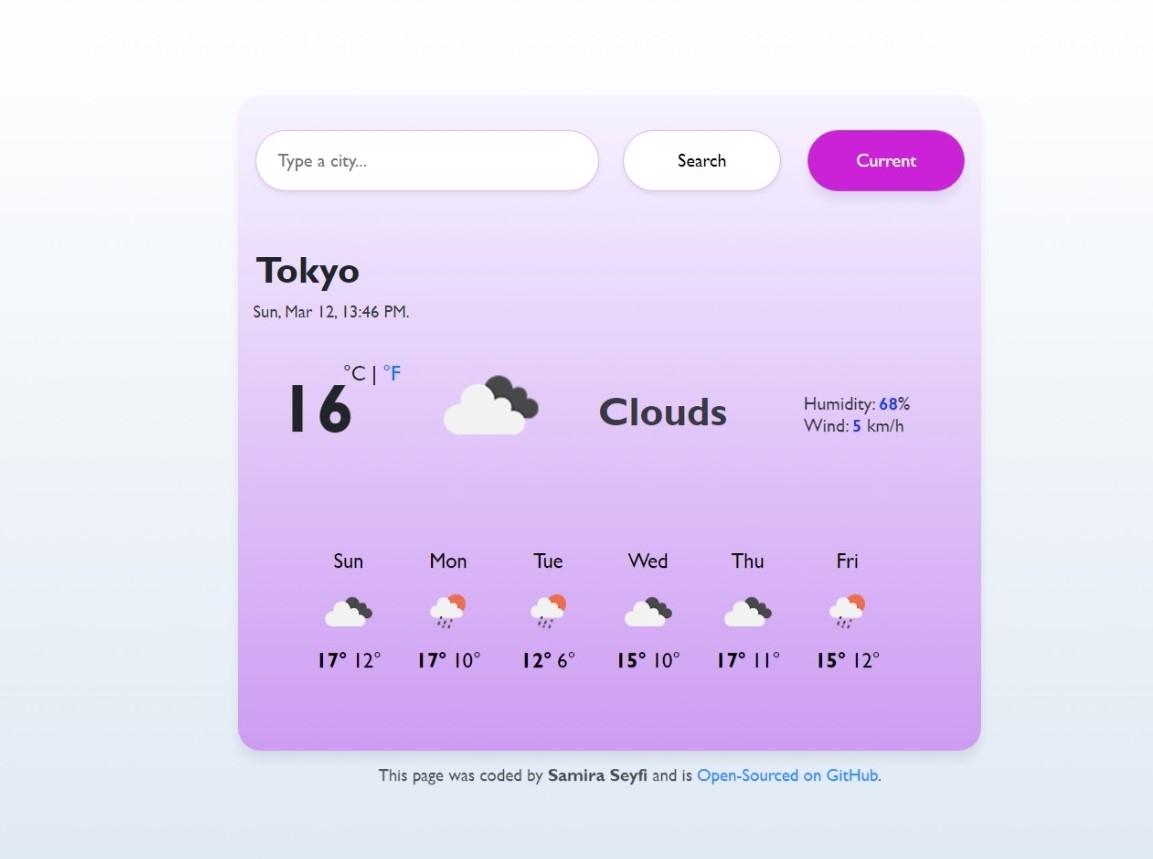 Type a city...
Search
Current
Tokyo
Sun, Mar 12, 13:46 PM.
16 °C | °F
Clouds
Humidity: 68%
Wind: 5 km/h
Sun Mon Tue Wed Thu Fri
17° 12° 17° 10° 12° 6° 15° 10° 17° 11° 15° 12°
This page was coded by Samira Seyfi and is Open-Sourced on GitHub.